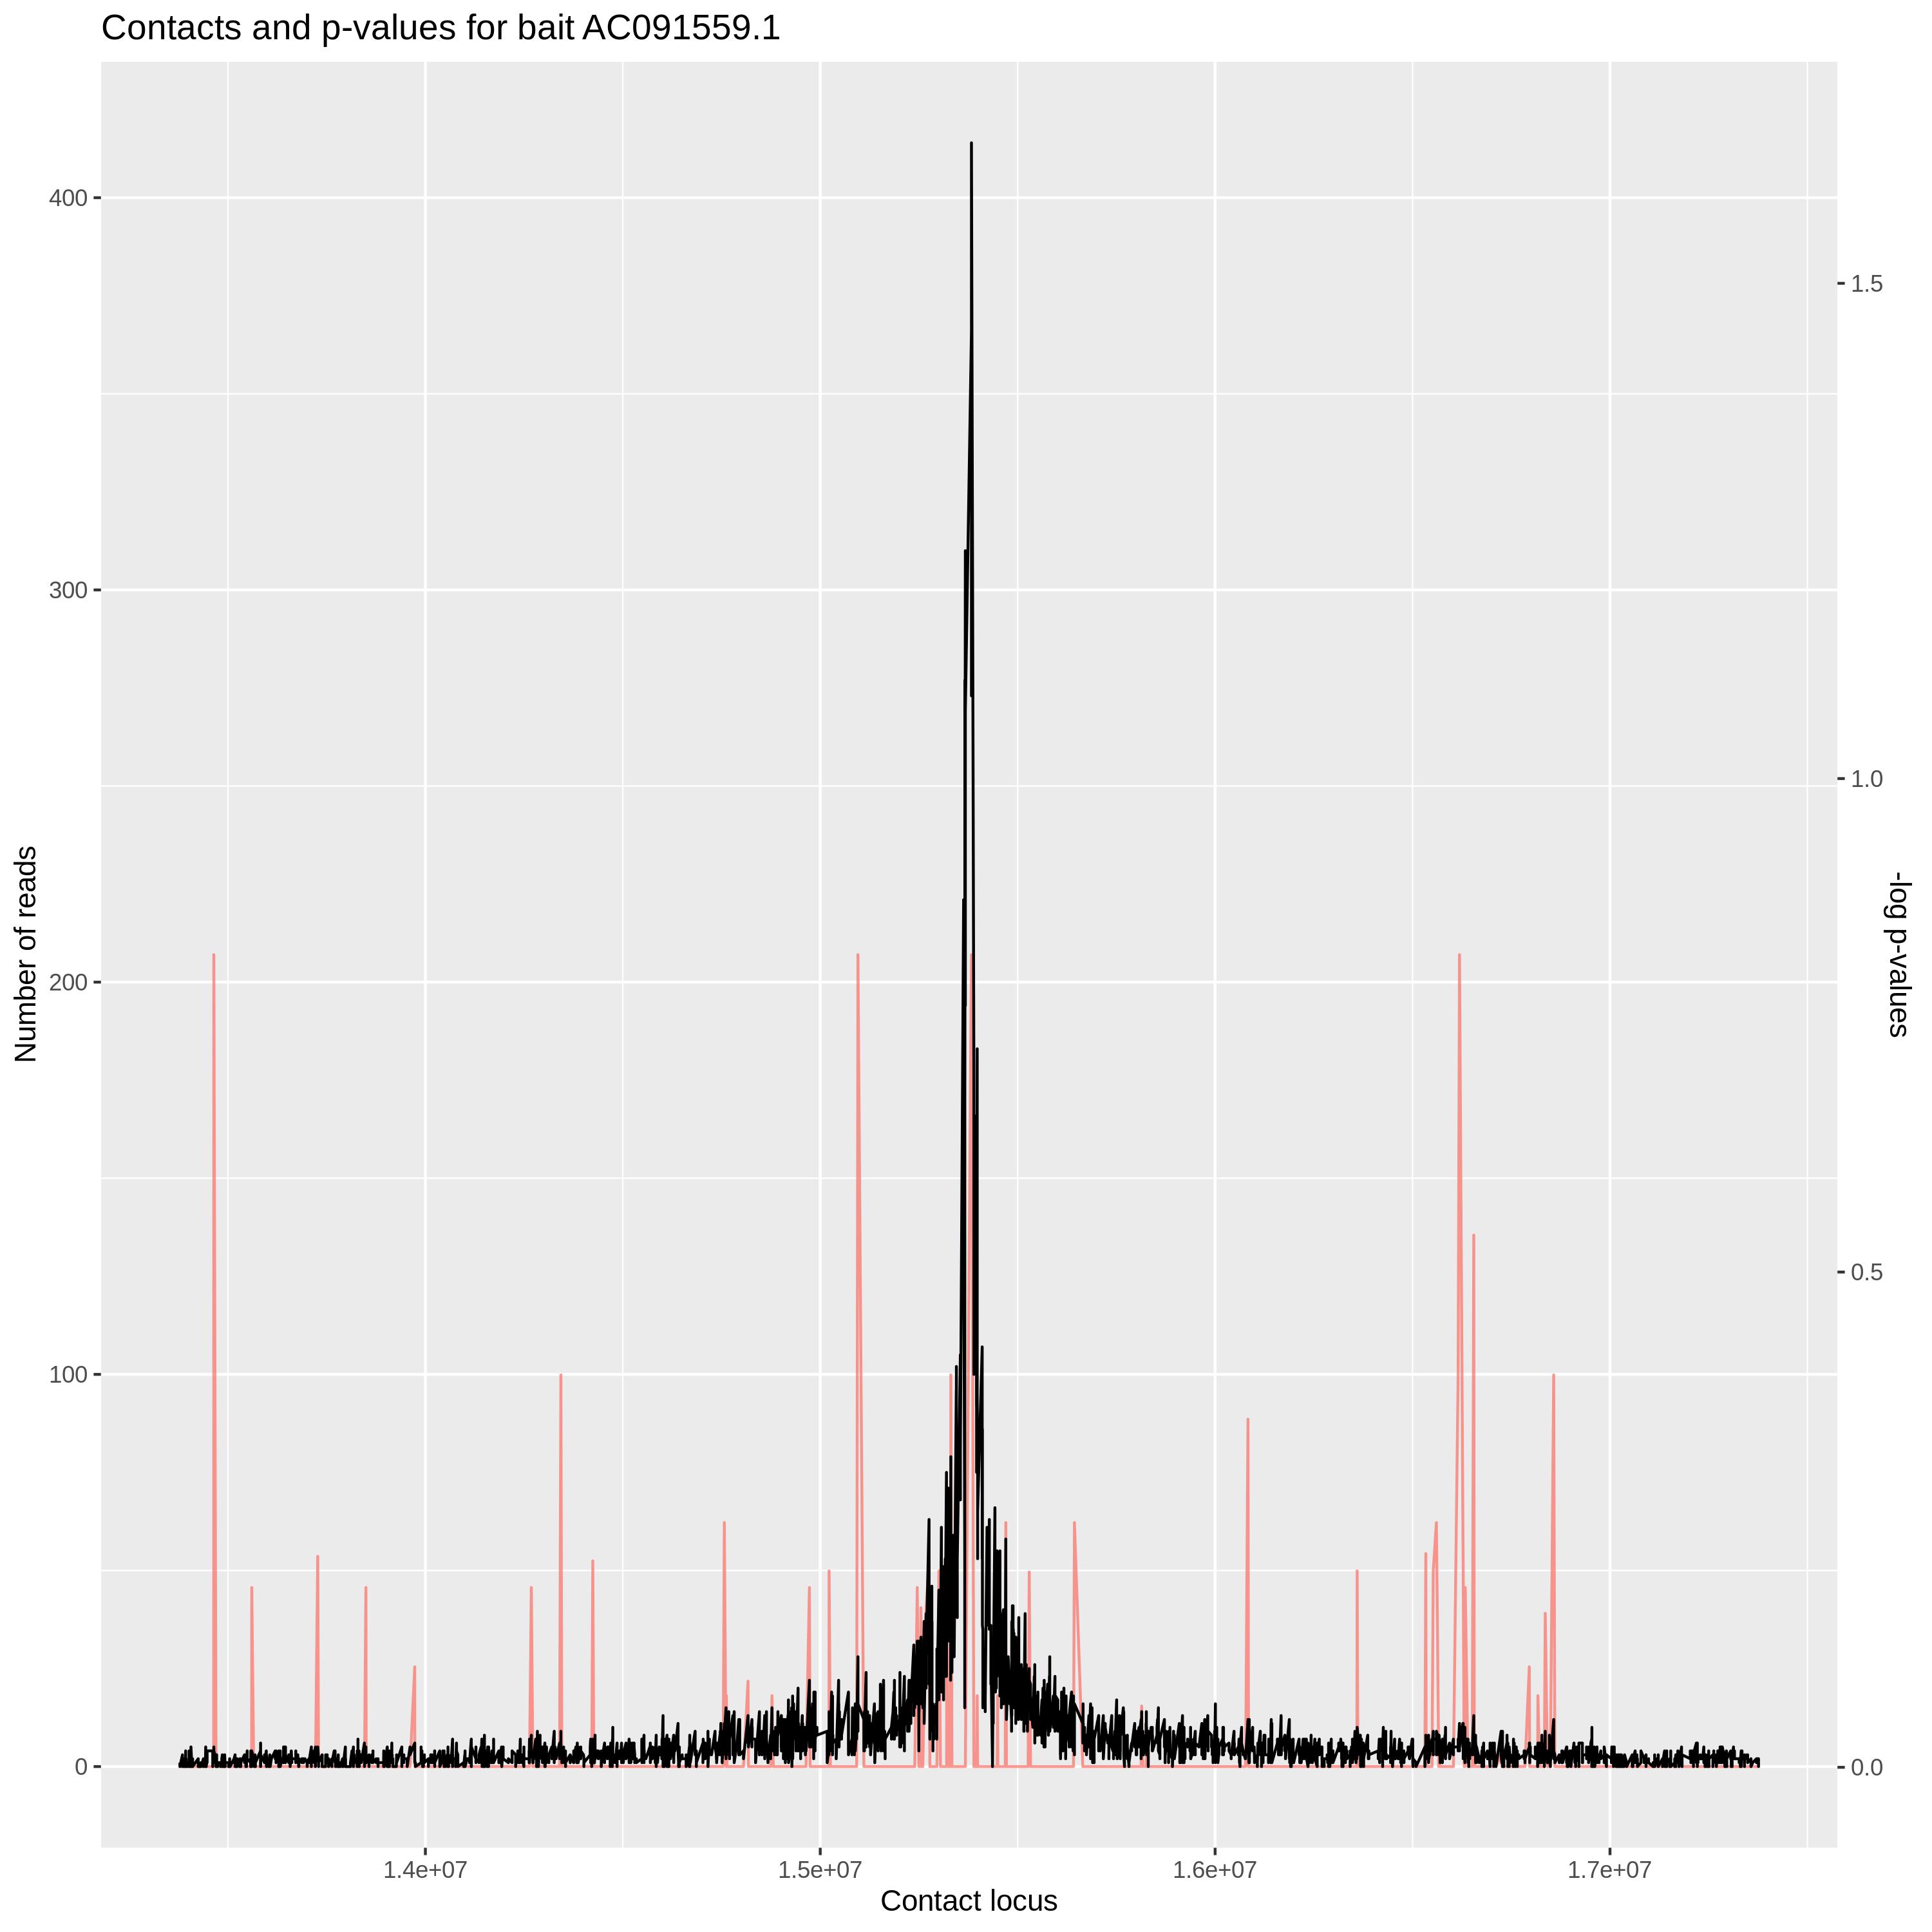 Contacts and p-values for bait AC091559.1
400
300
200
100
0
Number of reads
1.5
1.0
0.5
0.0
-log p-values
1.4e+07
1.5e+07
1.6e+07
1.7e+07
Contact locus